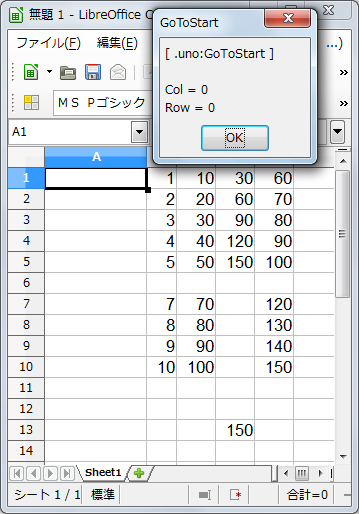 無題 1 - LibreOffice C
GoToStart
[ .uno:GoToStart ]
Col = 0
Row = 0
OK
ファイル(F) 編集(E) ...)
ＭＳ Ｐゴシック
A1
A
1 1 10 30 60
2 2 20 60 70
3 3 30 90 80
4 4 40 120 90
5 5 50 150 100
6
7 7 70 120
8 8 80 130
9 9 90 140
10 10 100 150
11
12
13 150
14
Sheet1
シート 1 / 1 標準 合計=0